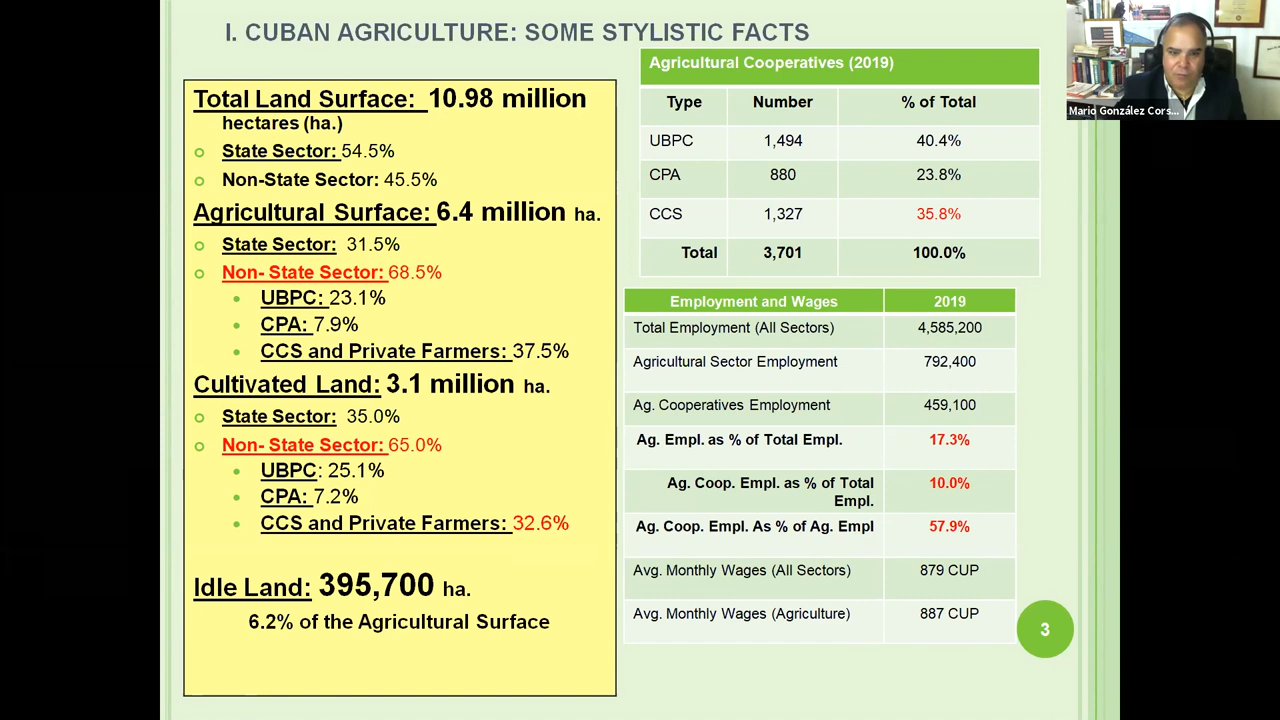 I. CUBAN AGRICULTURE: SOME STYLISTIC FACTS
Total Land Surface: 10.98 million
hectares (ha.)
State Sector: 54.5%
Non-State Sector: 45.5%
Agricultural Surface: 6.4 million ha.
State Sector: 31.5%
Non- State Sector: 68.5%
UBPC: 23.1%
CPA: 7.9%
CCS and Private Farmers: 37.5%
Cultivated Land: 3.1 million ha.
State Sector: 35.0%
Non- State Sector: 65.0%
UBPC: 25.1%
CPA: 7.2%
CCS and Private Farmers: 32.6%
Idle Land: 395,700 ha.
6.2% of the Agricultural Surface
Agricultural Cooperatives (2019)
Type Number % of Total
UBPC 1,494 40.4%
CPA 880 23.8%
CCS 1,327 35.8%
Total 3,701 100.0%
Employment and Wages 2019
Total Employment (All Sectors) 4,585,200
Agricultural Sector Employment 792,400
Ag. Cooperatives Employment 459,100
Ag. Empl. as % of Total Empl. 17.3%
Ag. Coop. Empl. as % of Total 10.0%
Empl.
Ag. Coop. Empl. As % of Ag. Empl 57.9%
Avg. Monthly Wages (All Sectors) 879 CUP
Avg. Monthly Wages (Agriculture) 887 CUP
3
Mario González Cors...